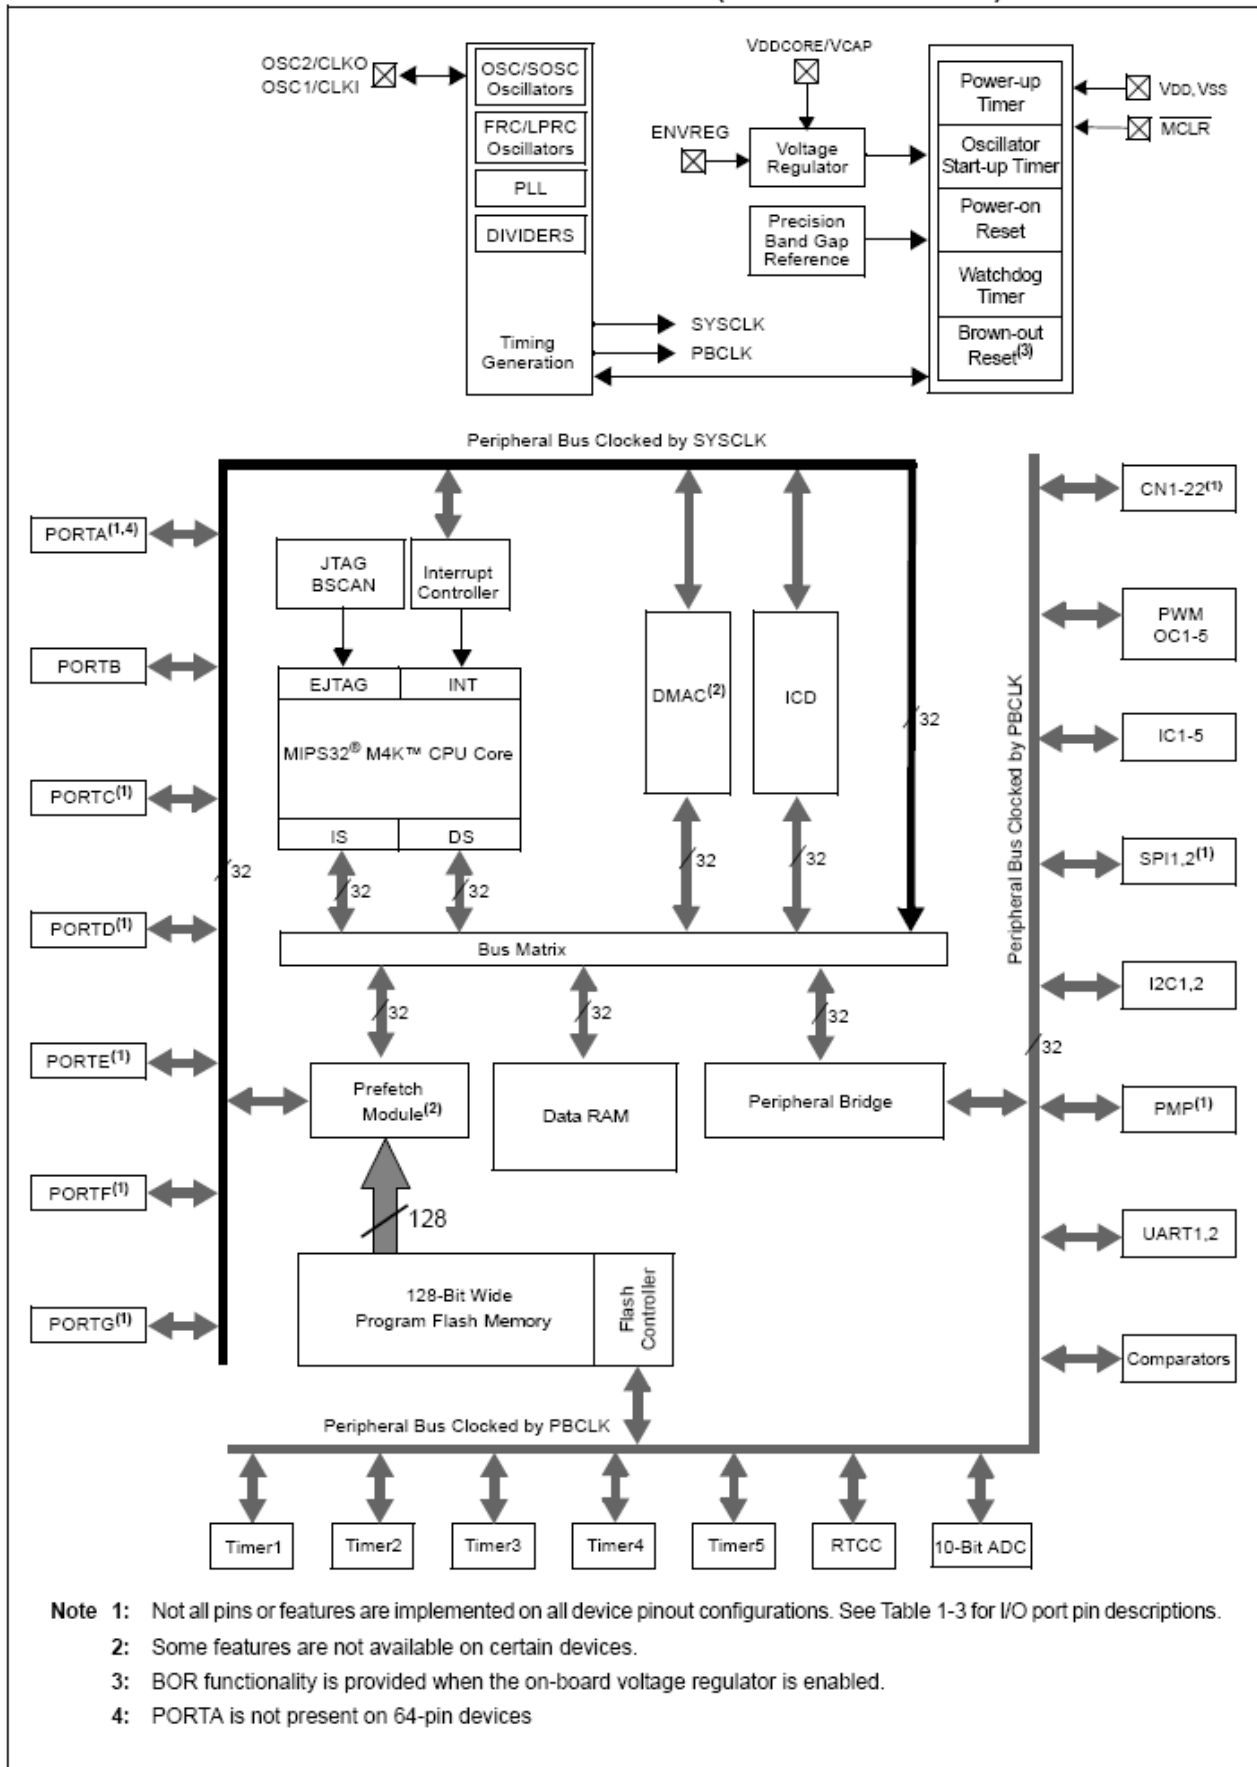 OSC2/CLKO
OSC1/CLKI
OSC/SOSC
Oscillators
FRC/LPRC
Oscillators
PLL
DIVIDERS
Timing
Generation
SYSCLK
PBCLK
VDDCORE/VCAP
ENVREG
Voltage
Regulator
Precision
Band Gap
Reference
Power-up
Timer
Oscillator
Start-up Timer
Power-on
Reset
Watchdog
Timer
Brown-out
Reset(3)
VDD, VSS
MCLR
Peripheral Bus Clocked by SYSCLK
PORTA(1,4)
PORTB
PORTC(1)
PORTD(1)
PORTE(1)
PORTF(1)
PORTG(1)
32
JTAG
BSCAN
Interrupt
Controller
EJTAG
INT
MIPS32® M4K™ CPU Core
IS
DS
32
32
DMAC(2)
ICD
32
32
32
Bus Matrix
32
32
32
Prefetch
Module(2)
Data RAM
Peripheral Bridge
128
128-Bit Wide
Program Flash Memory
Flash
Controller
Peripheral Bus Clocked by PBCLK
32
CN1-22(1)
PWM
OC1-5
IC1-5
SPI1,2(1)
I2C1,2
PMP(1)
UART1,2
Comparators
Peripheral Bus Clocked by PBCLK
Timer1
Timer2
Timer3
Timer4
Timer5
RTCC
10-Bit ADC
Note 1: Not all pins or features are implemented on all device pinout configurations. See Table 1-3 for I/O port pin descriptions.
2: Some features are not available on certain devices.
3: BOR functionality is provided when the on-board voltage regulator is enabled.
4: PORTA is not present on 64-pin devices